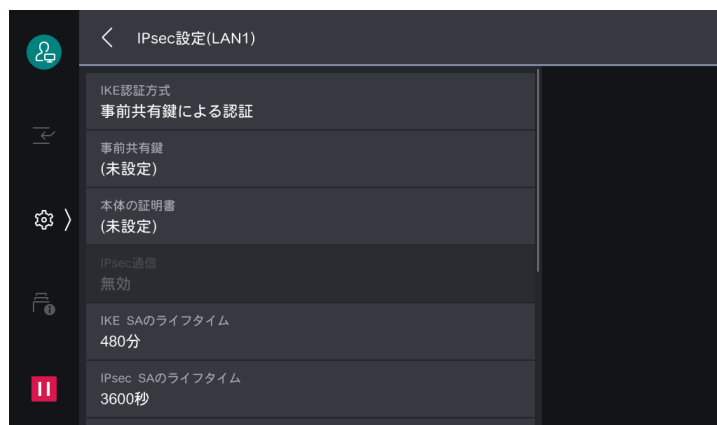 IPsec設定(LAN1)
IKE認証方式
事前共有鍵による認証
事前共有鍵
(未設定)
本体の証明書
(未設定)
IPsec通信
無効
IKE SAのライフタイム
480分
IPsec SAのライフタイム
3600秒